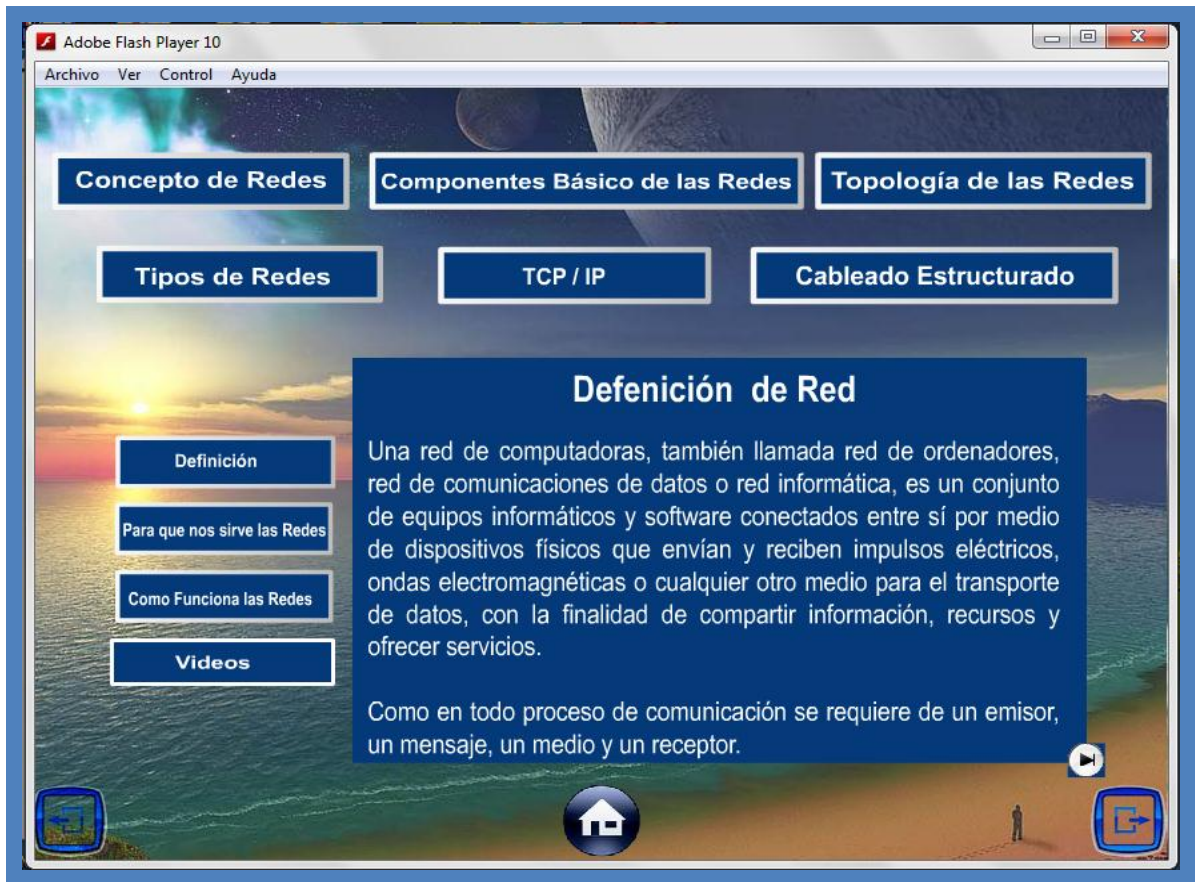 Adobe Flash Player 10
Archivo Ver Control Ayuda
Concepto de Redes
Componentes Básico de las Redes
Topología de las Redes
Tipos de Redes
TCP / IP
Cableado Estructurado
Definición
Para que nos sirve las Redes
Como Funciona las Redes
Videos
Defenición de Red
Una red de computadoras, también llamada red de ordenadores,
red de comunicaciones de datos o red informática, es un conjunto
de equipos informáticos y software conectados entre sí por medio
de dispositivos físicos que envían y reciben impulsos eléctricos,
ondas electromagnéticas o cualquier otro medio para el transporte
de datos, con la finalidad de compartir información, recursos y
ofrecer servicios.
Como en todo proceso de comunicación se requiere de un emisor,
un mensaje, un medio y un receptor.